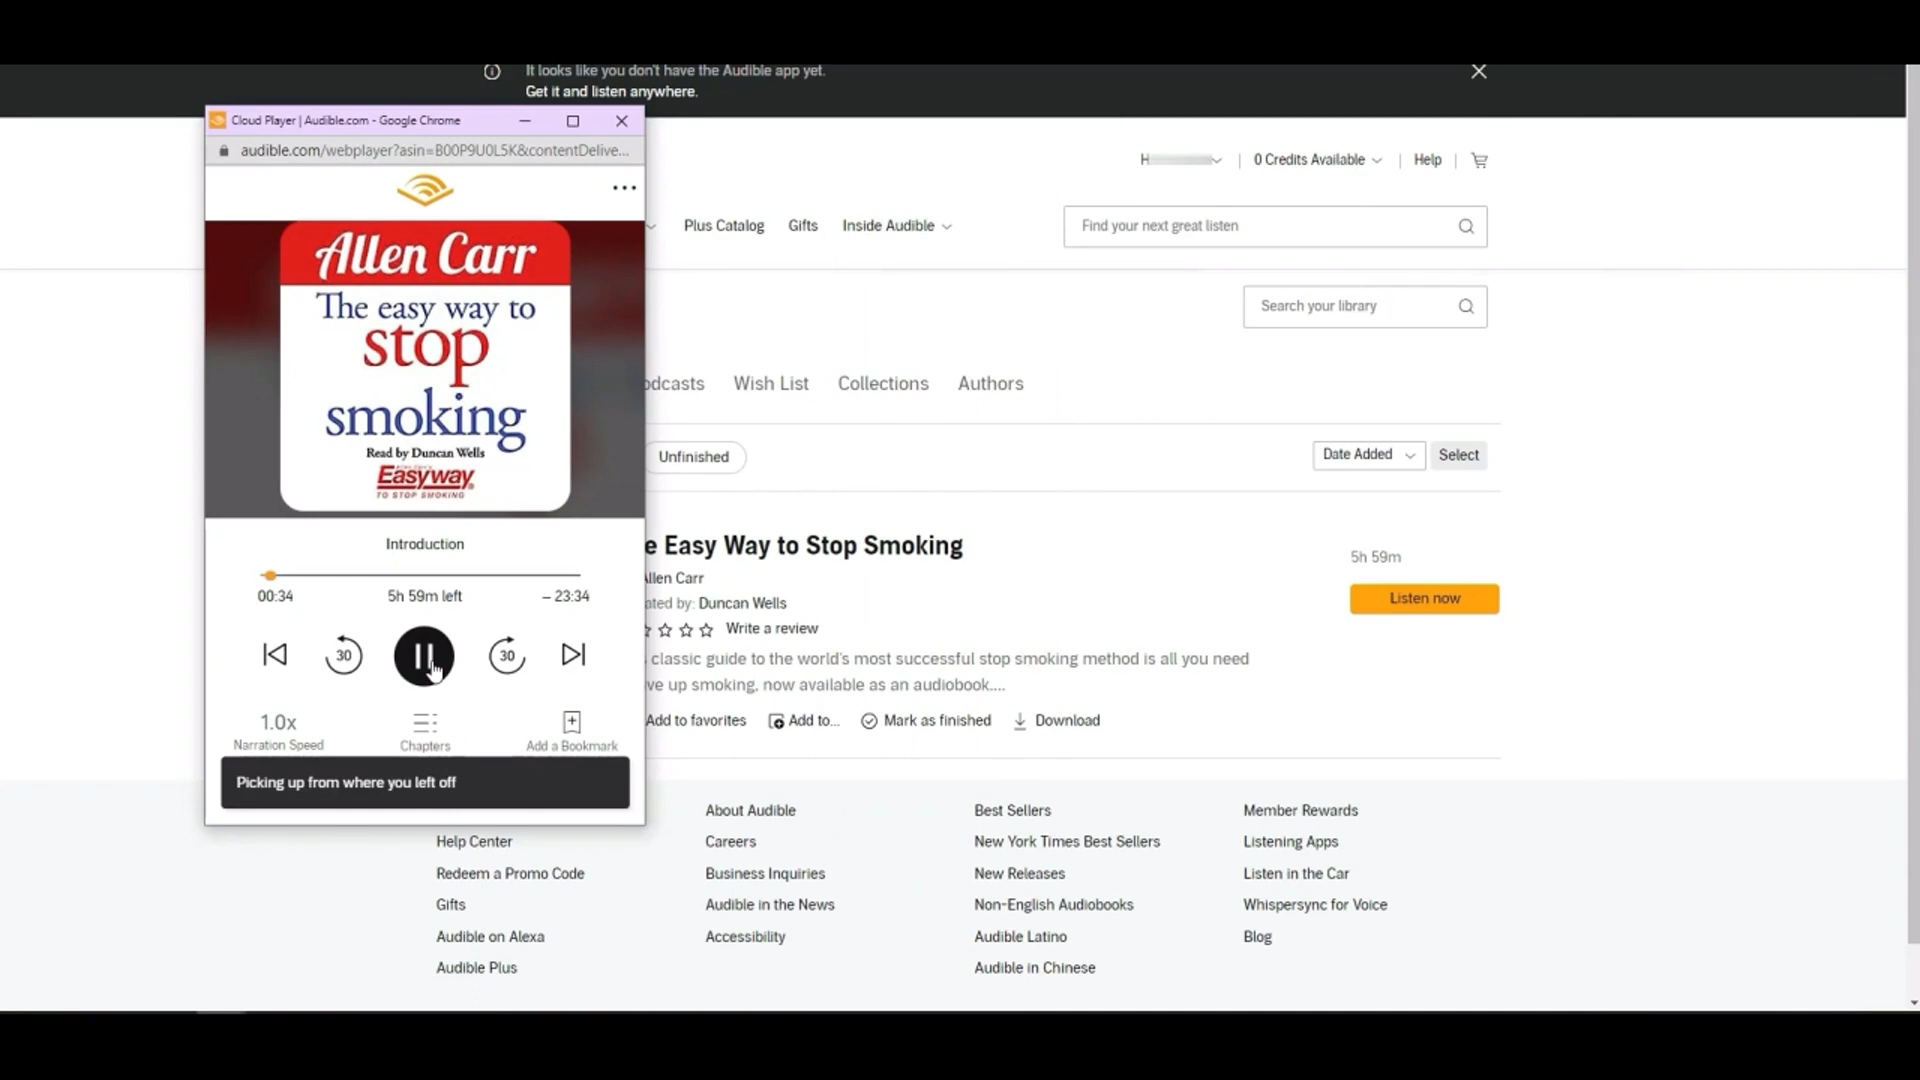 It looks like you don't have the Audible app yet.
Get it and listen anywhere.
Cloud Player | Audible.com - Google Chrome
audible.com/webplayer?asin=B00P9U0L5K&contentDelive...
H
0 Credits Available
Help
Plus Catalog
Gifts
Inside Audible
Find your next great listen
Search your library
odcasts
Wish List
Collections
Authors
Unfinished
Date Added
Select
Allen Carr
The easy way to
stop
smoking
Read by Duncan Wells
Easyway
TO STOP SMOKING
Introduction
00:34
5h 59m left
– 23:34
30
30
1.0x
Narration Speed
Chapters
Add a Bookmark
Picking up from where you left off
e Easy Way to Stop Smoking
Allen Carr
ated by: Duncan Wells
Write a review
classic guide to the world's most successful stop smoking method is all you need
ve up smoking, now available as an audiobook....
Add to favorites
Add to...
Mark as finished
Download
5h 59m
Listen now
Help Center
Redeem a Promo Code
Gifts
Audible on Alexa
Audible Plus
About Audible
Careers
Business Inquiries
Audible in the News
Accessibility
Best Sellers
New York Times Best Sellers
New Releases
Non-English Audiobooks
Audible Latino
Audible in Chinese
Member Rewards
Listening Apps
Listen in the Car
Whispersync for Voice
Blog